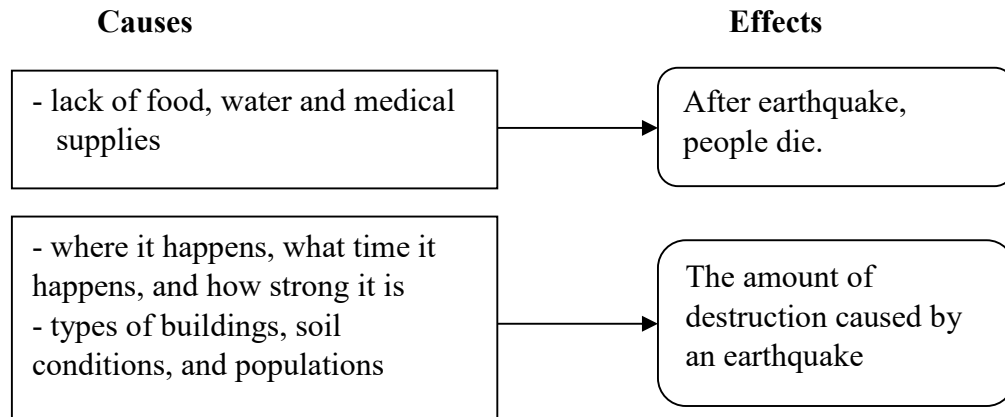 Causes
Effects
- lack of food, water and medical
supplies
After earthquake,
people die.
- where it happens, what time it
happens, and how strong it is
- types of buildings, soil
conditions, and populations
The amount of
destruction caused by
an earthquake